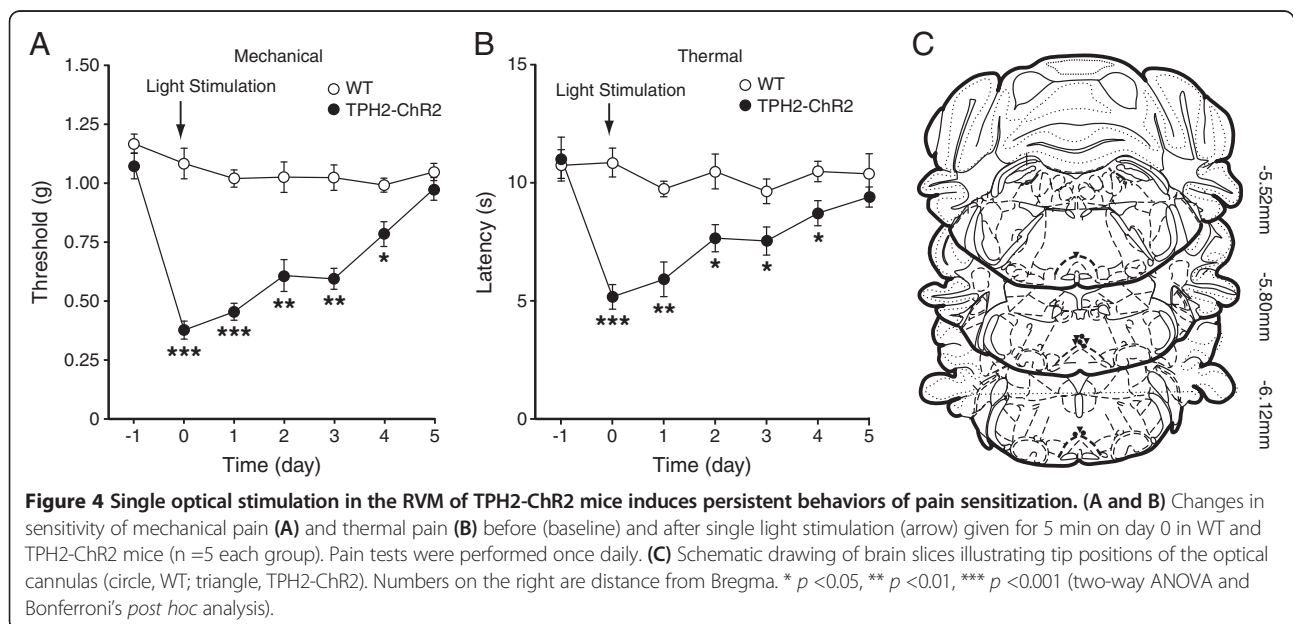 A
Mechanical
1.50
1.25
1.00
0.75
0.50
0.25
0
Threshold (g)
Light Stimulation
WT
TPH2-ChR2
***
***
**
**
*
-1 0 1 2 3 4 5
Time (day)
B
Thermal
15
10
5
0
Latency (s)
Light Stimulation
WT
TPH2-ChR2
***
**
*
*
*
-1 0 1 2 3 4 5
Time (day)
C
-5.52mm
-5.80mm
-6.12mm
Figure 4 Single optical stimulation in the RVM of TPH2-ChR2 mice induces persistent behaviors of pain sensitization. (A and B) Changes in
sensitivity of mechanical pain (A) and thermal pain (B) before (baseline) and after single light stimulation (arrow) given for 5 min on day 0 in WT and
TPH2-ChR2 mice (n =5 each group). Pain tests were performed once daily. (C) Schematic drawing of brain slices illustrating tip positions of the optical
cannulas (circle, WT; triangle, TPH2-ChR2). Numbers on the right are distance from Bregma. * p <0.05, ** p <0.01, *** p <0.001 (two-way ANOVA and
Bonferroni's post hoc analysis).